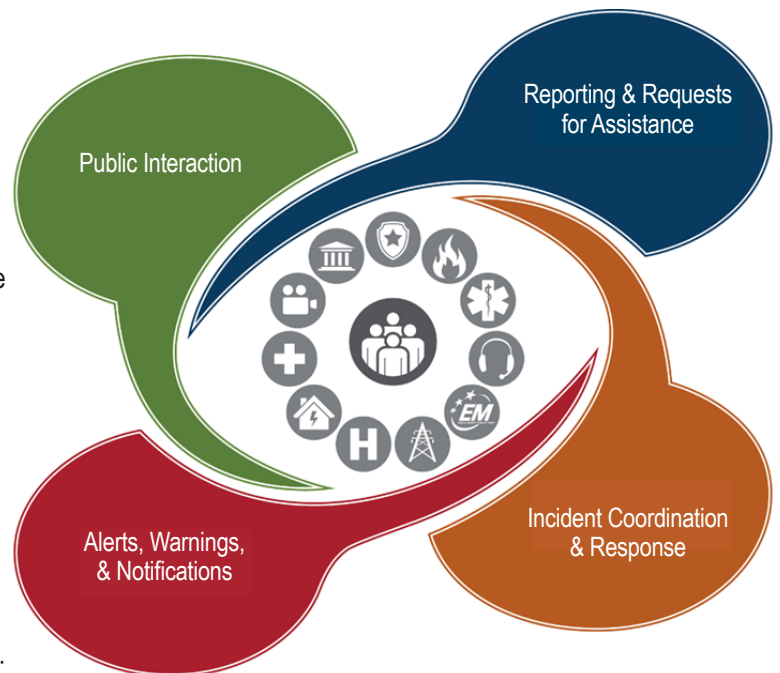 Reporting & Requests
for Assistance
Public Interaction
e
EM
H
Incident Coordination
& Response
Alerts, Warnings,
& Notifications
.